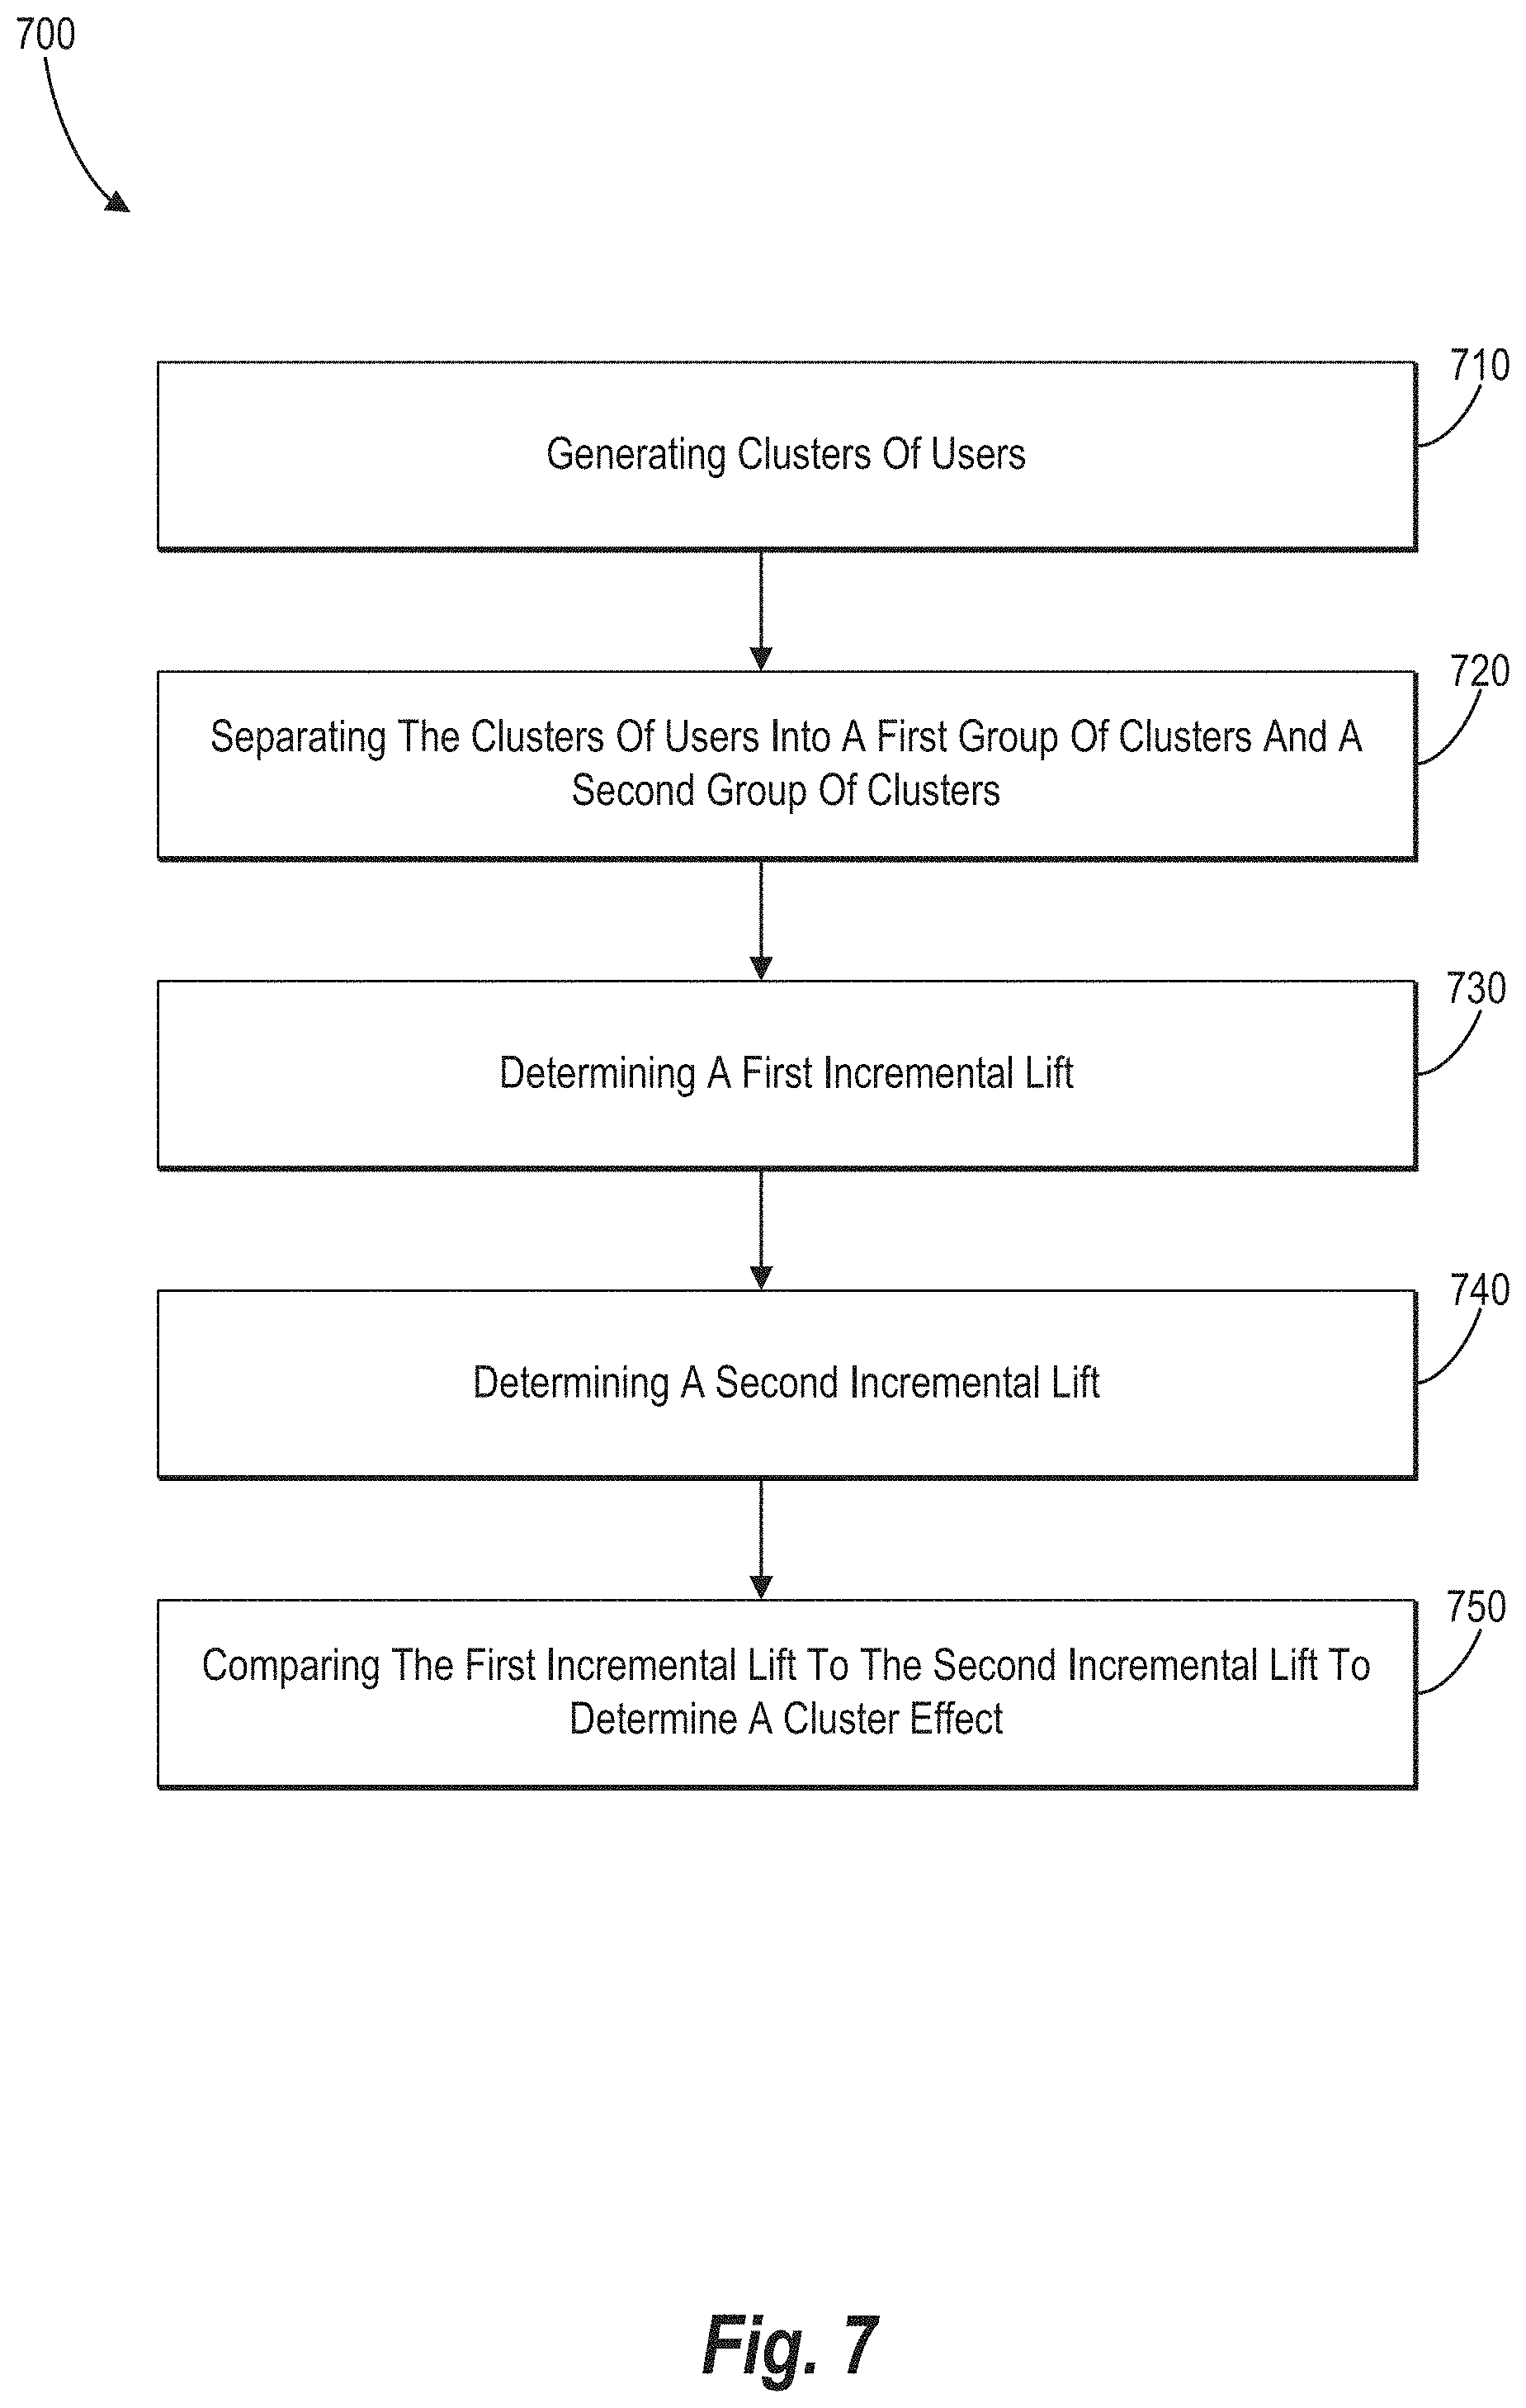 700
710
Generating Clusters Of Users
720
Separating The Clusters Of Users Into A First Group Of Clusters And A
Second Group Of Clusters
730
Determining A First Incremental Lift
740
Determining A Second Incremental Lift
750
Comparing The First Incremental Lift To The Second Incremental Lift To
Determine A Cluster Effect
Fig. 7